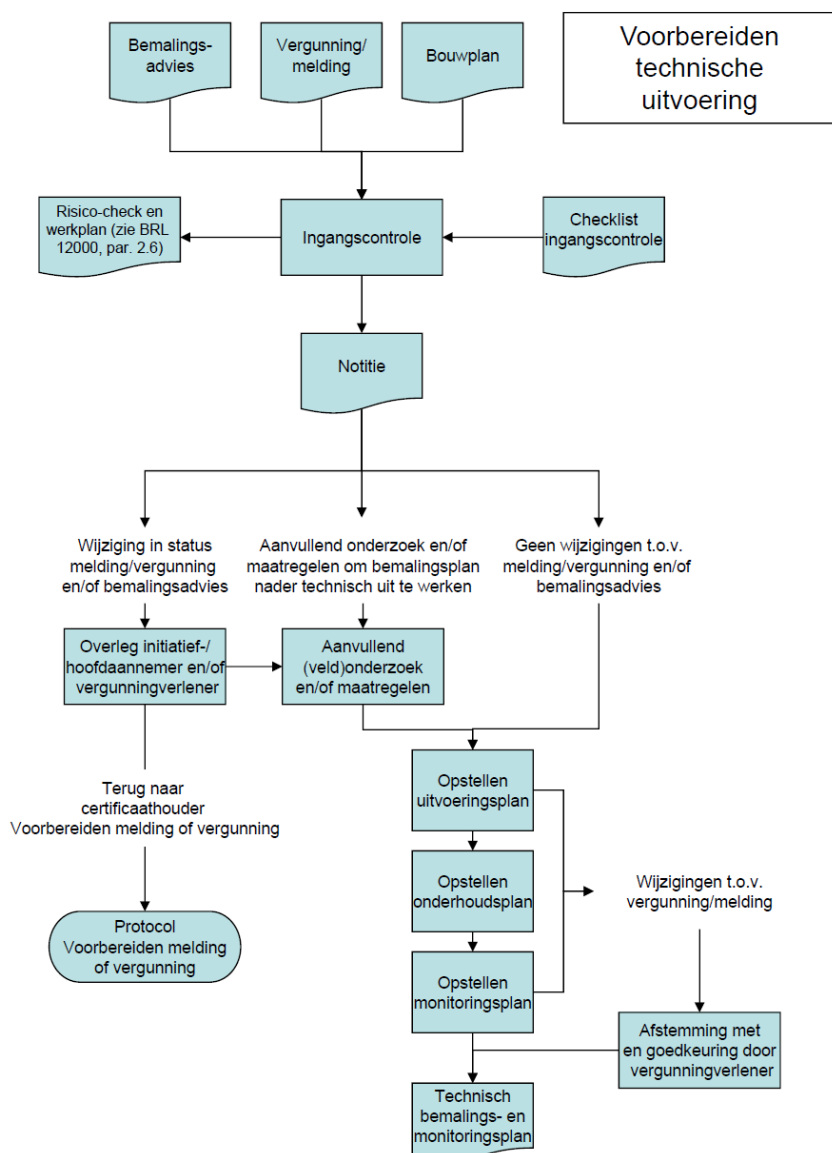 Bemalings-
advies
Vergunning/
melding
Bouwplan
Voorbereiden
technische
uitvoering
Risico-check en
werkplan (zie BRL
12000, par. 2.6)
Ingangscontrole
Checklist
ingangscontrole
Notitie
Wijziging in status
melding/vergunning
en/of bemalingsadvies
Aanvullend onderzoek en/of
maatregelen om bemalingsplan
nader technisch uit te werken
Geen wijzigingen t.o.v.
melding/vergunning en/of
bemalingsadvies
Overleg initiatief-/
hoofdaannemer en/of
vergunningverlener
Aanvullend
(veld)onderzoek
en/of maatregelen
Terug naar
certificaathouder
Voorbereiden melding of vergunning
Opstellen
uitvoeringsplan
Opstellen
onderhoudsplan
Wijzigingen t.o.v.
vergunning/melding
Protocol
Voorbereiden melding
of vergunning
Opstellen
monitoringsplan
Afstemming met
en goedkeuring door
vergunningverlener
Technisch
bemalings- en
monitoringsplan